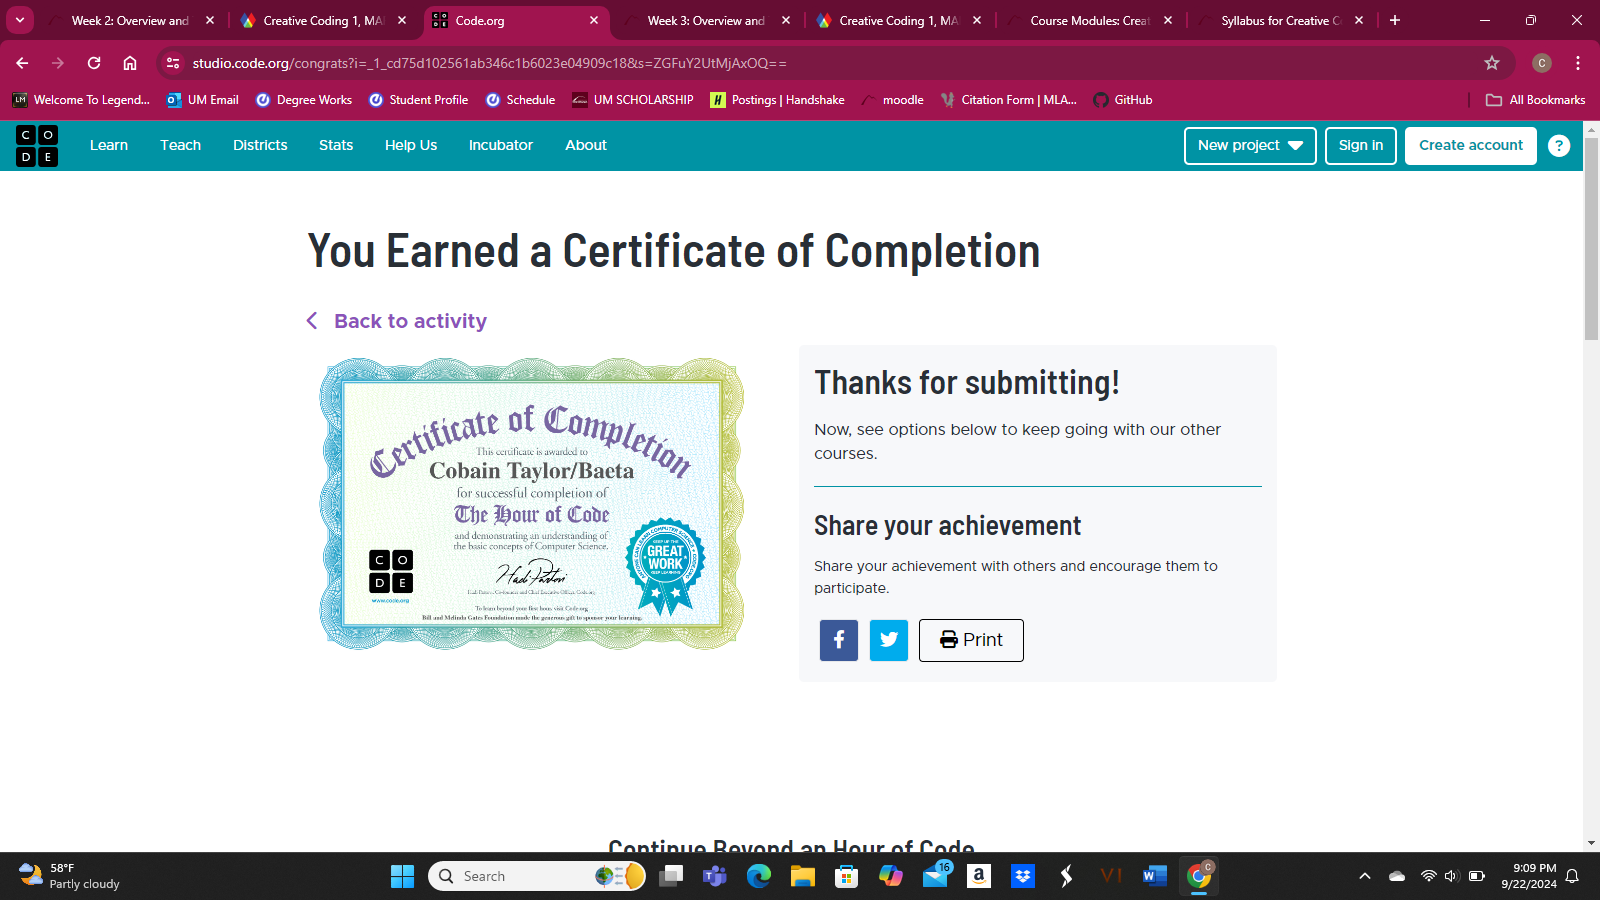 Week 2: Overview and
Creative Coding 1, MA
Code.org
Week 3: Overview and
Creative Coding 1, MA
Course Modules: Creat
Syllabus for Creative C
studio.code.org/congrats?i=_1_cd75d102561ab346c1b6023e04909c18&s=ZGFuY2UtMjAxOQ==
C
LM Welcome To Legend...
UM Email
Degree Works
Student Profile
Schedule
UM SCHOLARSHIP
Postings | Handshake
moodle
Citation Form | MLA...
GitHub
All Bookmarks
C O
D E
Learn
Teach
Districts
Stats
Help Us
Incubator
About
New project
Sign in
Create account
?
You Earned a Certificate of Completion
Back to activity
Certificate of Completion
This certificate is awarded to
Cobain Taylor/Baeta
for successful completion of
The Hour of Code
and demonstrating an understanding of
the basic concepts of Computer Science.
C O
D E
www.code.org
KEEP UP THE
GREAT
WORK
KEEP LEARNING
Hadi Partovi, Co-founder and Chief Executive Officer, Code.org
To learn beyond your first hour, visit Code.org
Bill and Melinda Gates Foundation made the generous gift to sponsor your learning.
Thanks for submitting!
Now, see options below to keep going with our other
courses.
Share your achievement
Share your achievement with others and encourage them to
participate.
Print
Continue Beyond an Hour of Code
58°F
Partly cloudy
Search
16
9:09 PM
9/22/2024